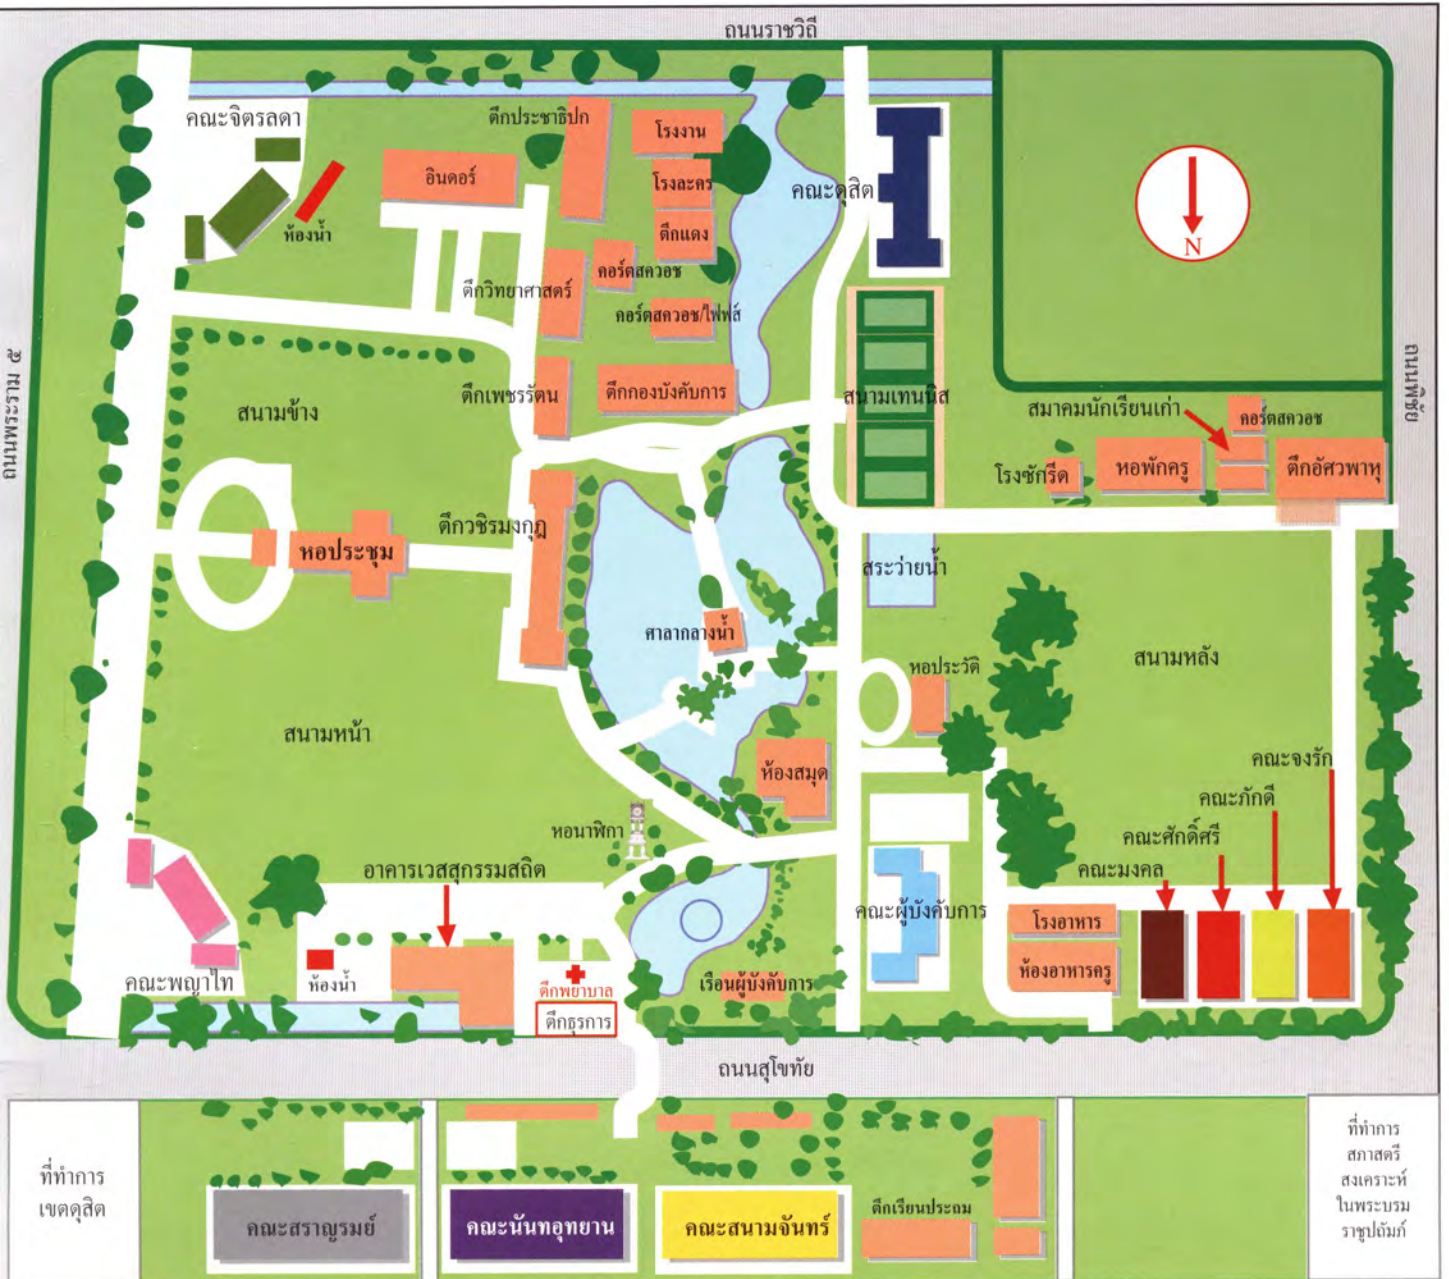 ถนนราชวิถี
คณะจิตรลดา
ตึกประชาธิปก
โรงงาน
อินดอร์
โรงละคร
คณะดุสิต
ห้องน้ำ
ตึกแดง
N
คอร์ตสควอช
ตึกวิทยาศาสตร์
คอร์ตสควอช/ไฟฟ์ส
ถนนพระราม ๕
ถนนพิชัย
ตึกเพชรรัตน
ตึกกองบังคับการ
สนามเทนนิส
สนามข้าง
สมาคมนักเรียนเก่า
คอร์ตสควอช
โรงซักรีด
หอพักครู
ตึกอัศวพาหุ
ตึกวชิรมงกุฎ
หอประชุม
สระว่ายน้ำ
ศาลากลางน้ำ
หอประวัติ
สนามหลัง
สนามหน้า
ห้องสมุด
คณะจงรัก
คณะภักดี
หอนาฬิกา
คณะศักดิ์ศรี
อาคารเวสสุกรรมสถิต
คณะมงคล
คณะผู้บังคับการ
โรงอาหาร
คณะพญาไท
ห้องน้ำ
ตึกพยาบาล
เรือนผู้บังคับการ
ห้องอาหารครู
ตึกธุรการ
ถนนสุโขทัย
ที่ทำการ
เขตดุสิต
คณะสราญรมย์
คณะนันทอุทยาน
คณะสนามจันทร์
ตึกเรียนประถม
ที่ทำการ
สภาสตรี
สงเคราะห์
ในพระบรม
ราชูปถัมภ์